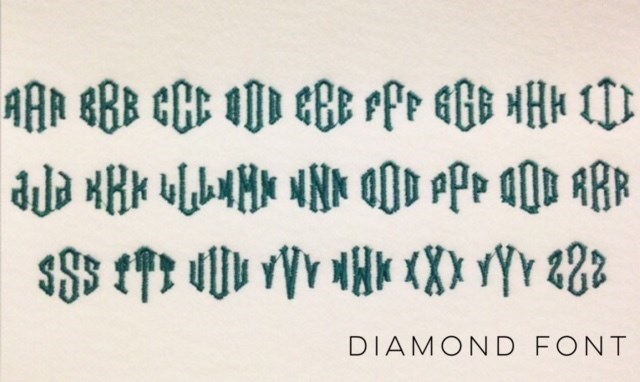 AAA BBB CCC DDD EEE FFF GGG HHH III
JJJ KKK LLL MMM NNN OOO PPP QQQ RRR
SSS TTT UUU VVV WWW XXX YYY ZZZ
DIAMOND FONT